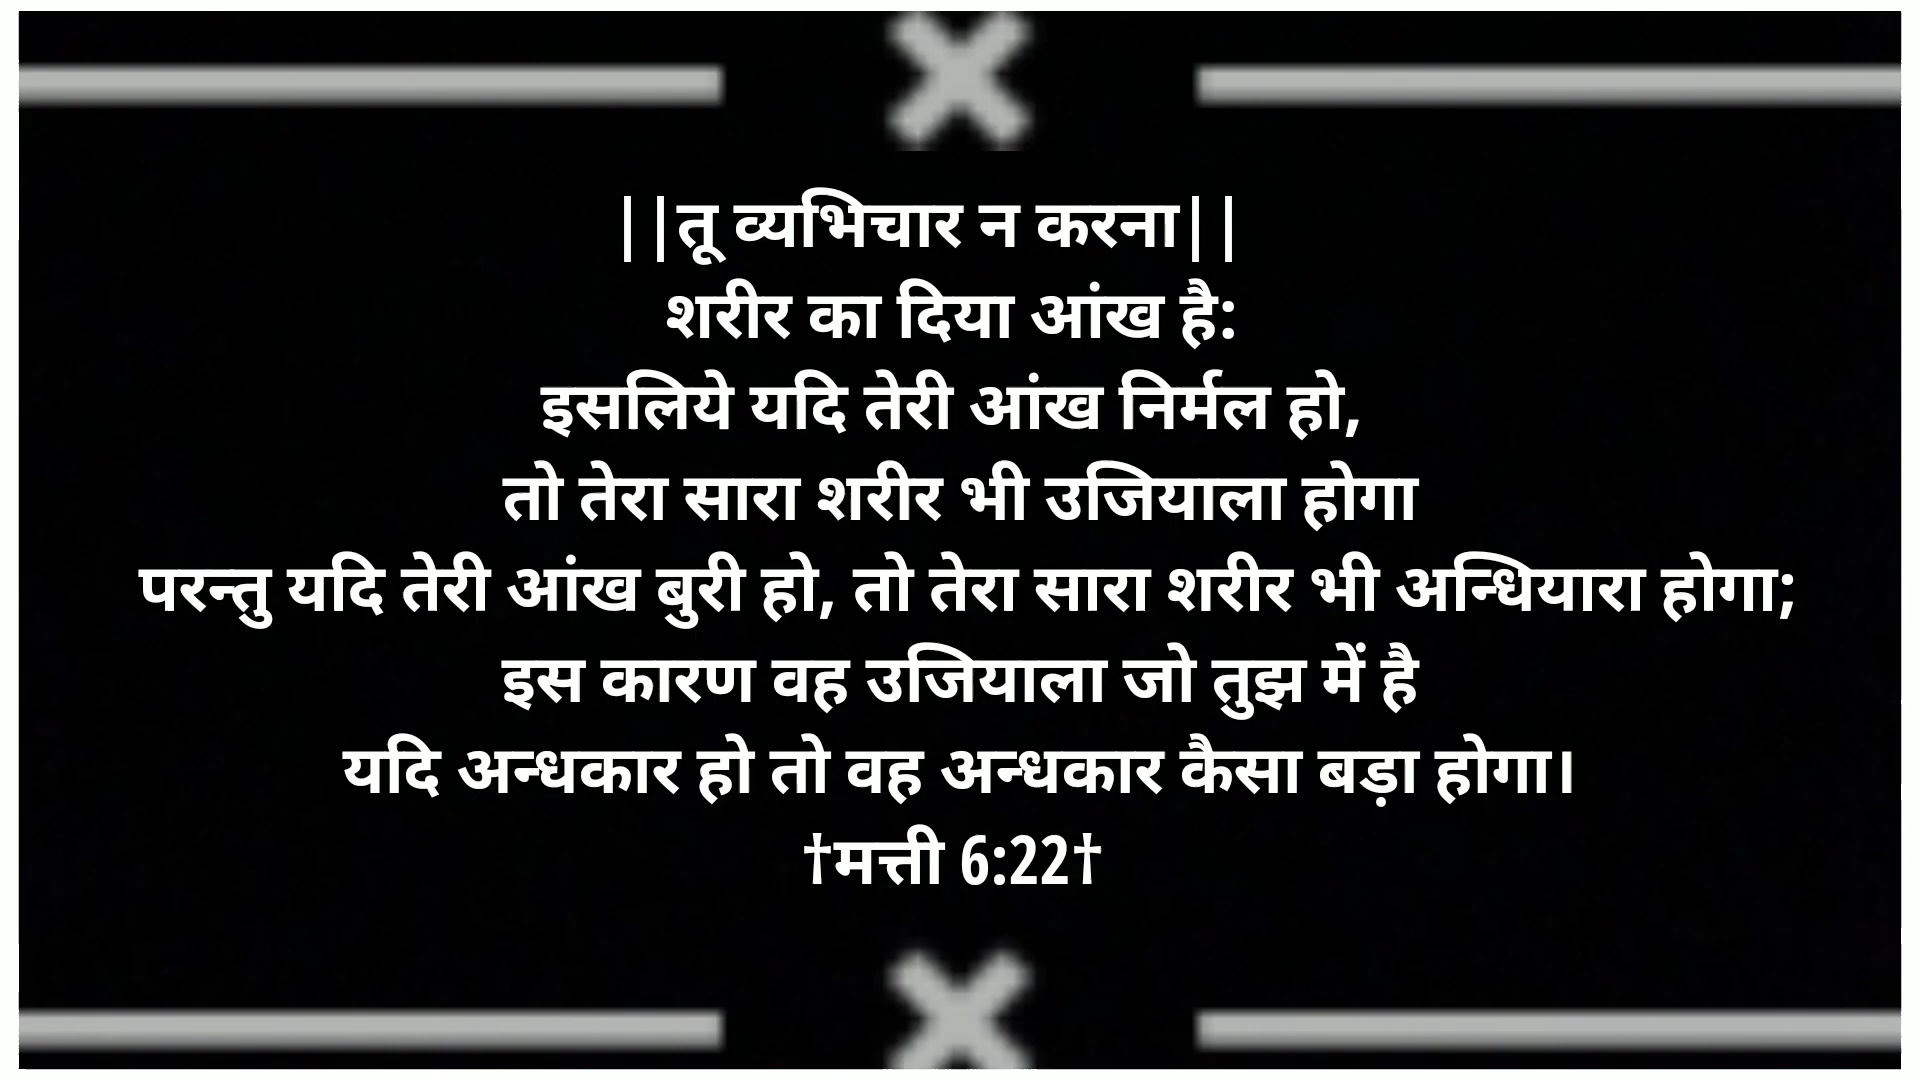 ||तू व्यभिचार न करना||
शरीर का दिया आंख है:
इसलिये यदि तेरी आंख निर्मल हो,
तो तेरा सारा शरीर भी उजियाला होगा
परन्तु यदि तेरी आंख बुरी हो, तो तेरा सारा शरीर भी अन्धियारा होगा;
इस कारण वह उजियाला जो तुझ में है
यदि अन्धकार हो तो वह अन्धकार कैसा बड़ा होगा।
†मत्ती 6:22†